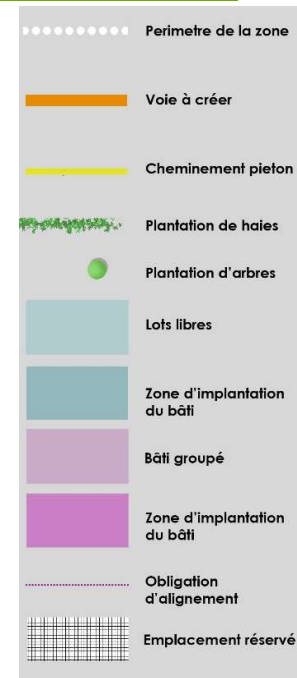 Perimetre de la zone
Voie à créer
Cheminement pieton
Plantation de haies
Plantation d'arbres
Lots libres
Zone d'implantation
du bâti
Bâti groupé
Zone d'implantation
du bâti
Obligation
d'alignement
Emplacement réservé